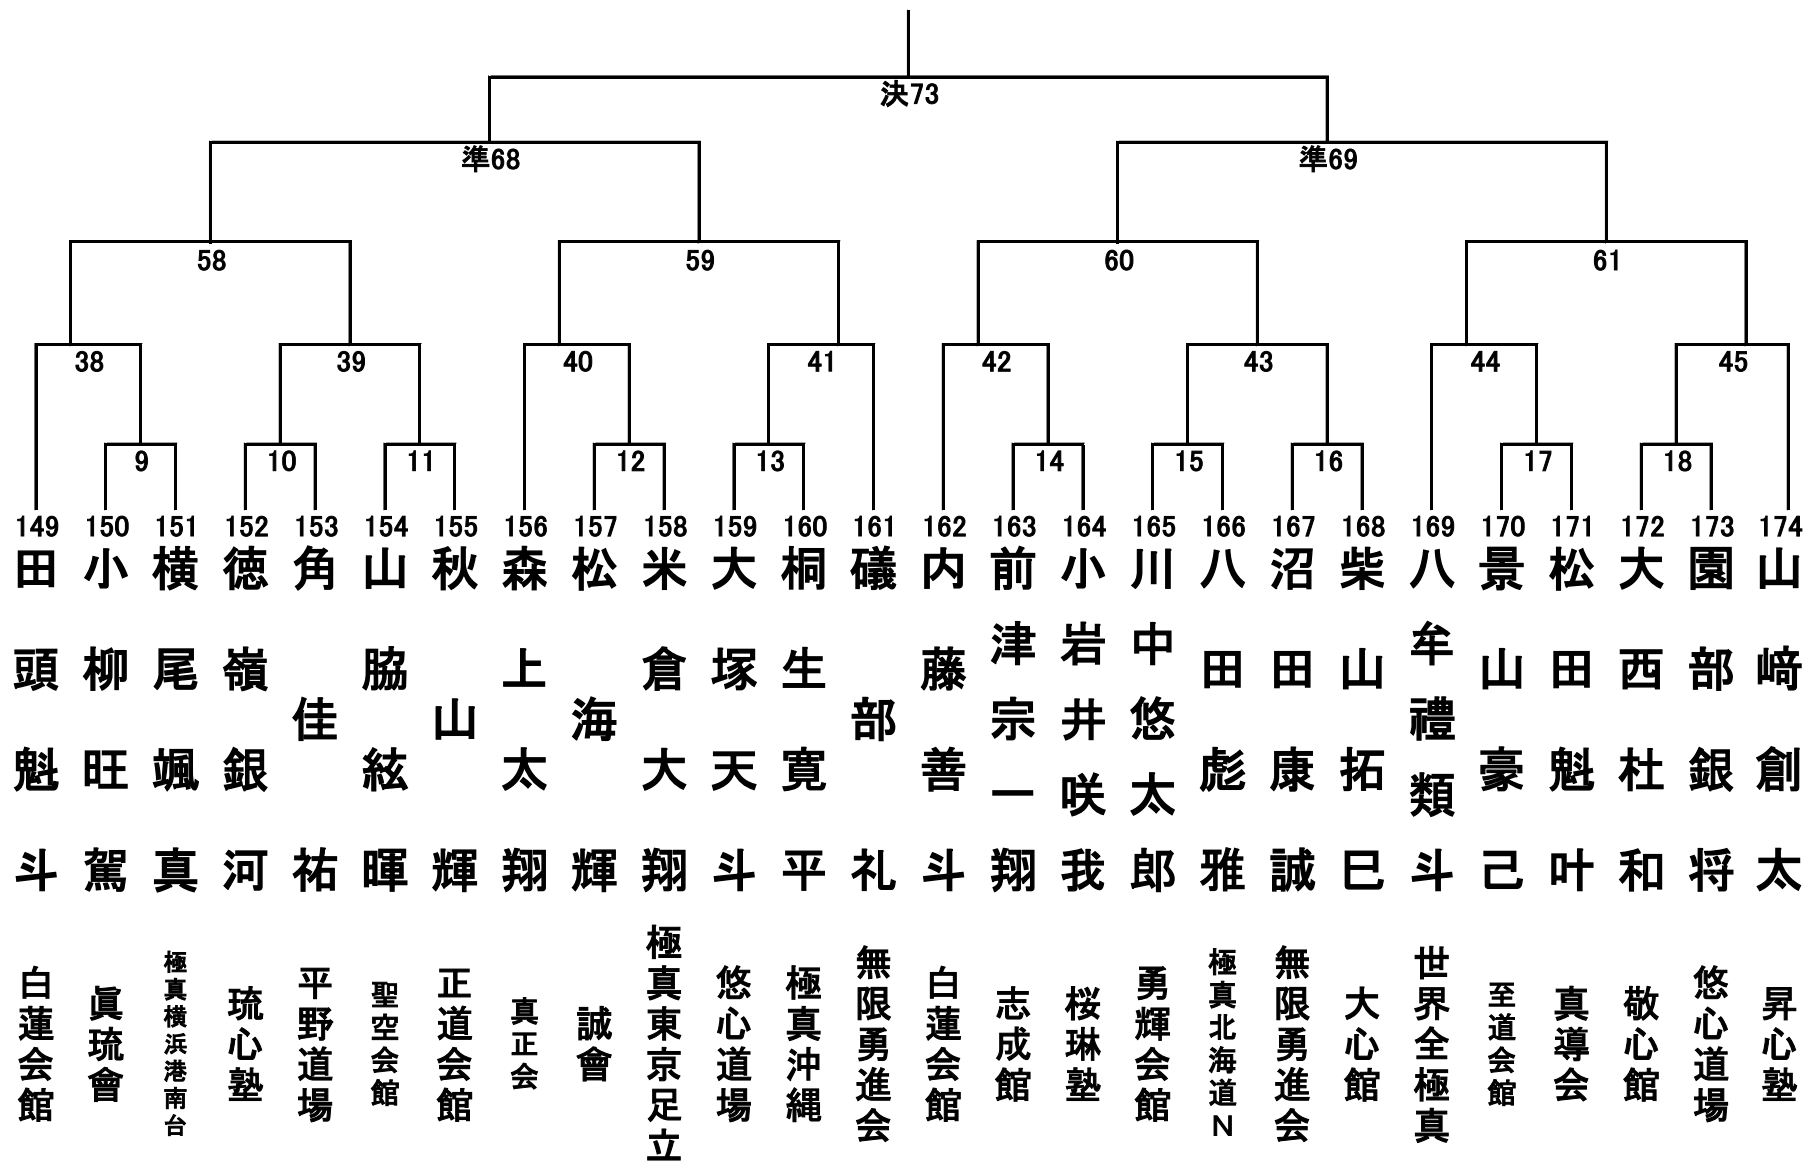 決73
準68
準69
58
59
60
61
38
39
40
41
42
43
44
45
9
10
11
12
13
14
15
16
17
18
149
田頭魁斗
白蓮会館
150
小柳旺駕
眞琉會
151
横尾颯真
極真横浜港南台
152
徳嶺銀河
琉心塾
153
角佳祐
平野道場
154
山脇絃暉
聖空会館
155
秋山輝
正道会館
156
森上太翔
真正会
157
松海輝
誠會
158
米倉大翔
極真東京足立
159
大塚天斗
悠心道場
160
桐生寛平
極真沖縄
161
礒部礼
無限勇進会
162
内藤善斗
白蓮会館
163
前津宗一翔
志成館
164
小岩井咲我
桜琳塾
165
川中悠太郎
勇輝会館
166
八田彪雅
極真北海道Ｎ
167
沼田康誠
無限勇進会
168
柴山拓巳
大心館
169
八牟禮類斗
世界全極真
170
景山豪己
至道会館
171
松田魁叶
真導会
172
大西杜和
敬心館
173
園部銀将
悠心道場
174
山﨑創太
昇心塾